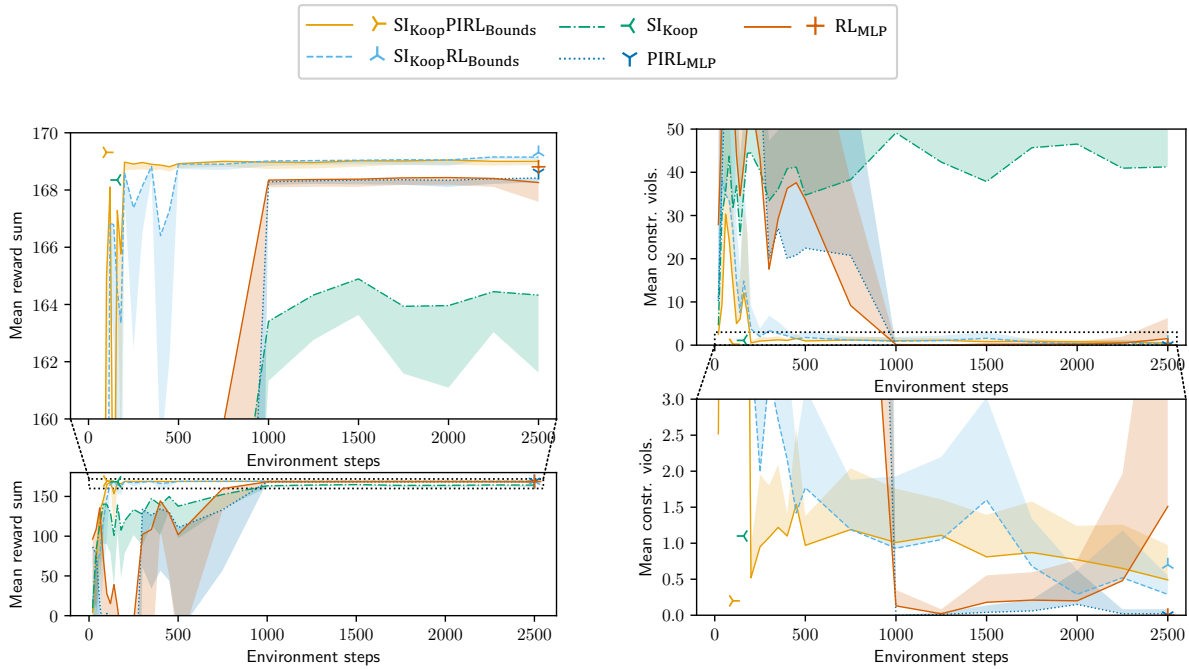 SI_Koop PIRL_Bounds SI_Koop RL_MLP
SI_Koop RL_Bounds PIRL_MLP
170
168
166
164
162
160
Mean reward sum
0 500 1000 1500 2000 2500
Environment steps
150
100
50
0
Mean reward sum
0 500 1000 1500 2000 2500
Environment steps
50
40
30
20
10
0
Mean constr. viols.
0 500 1000 1500 2000 2500
Environment steps
3.0
2.5
2.0
1.5
1.0
0.5
0.0
Mean constr. viols.
0 500 1000 1500 2000 2500
Environment steps